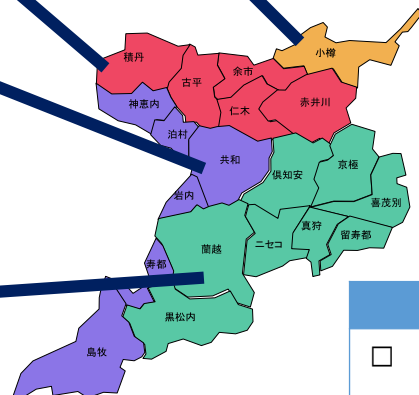 小樽
積丹
余市
古平
神恵内
仁木
赤井川
泊村
共和
倶知安
京極
岩内
喜茂別
真狩
留寿都
ニセコ
蘭越
寿都
黒松内
島牧